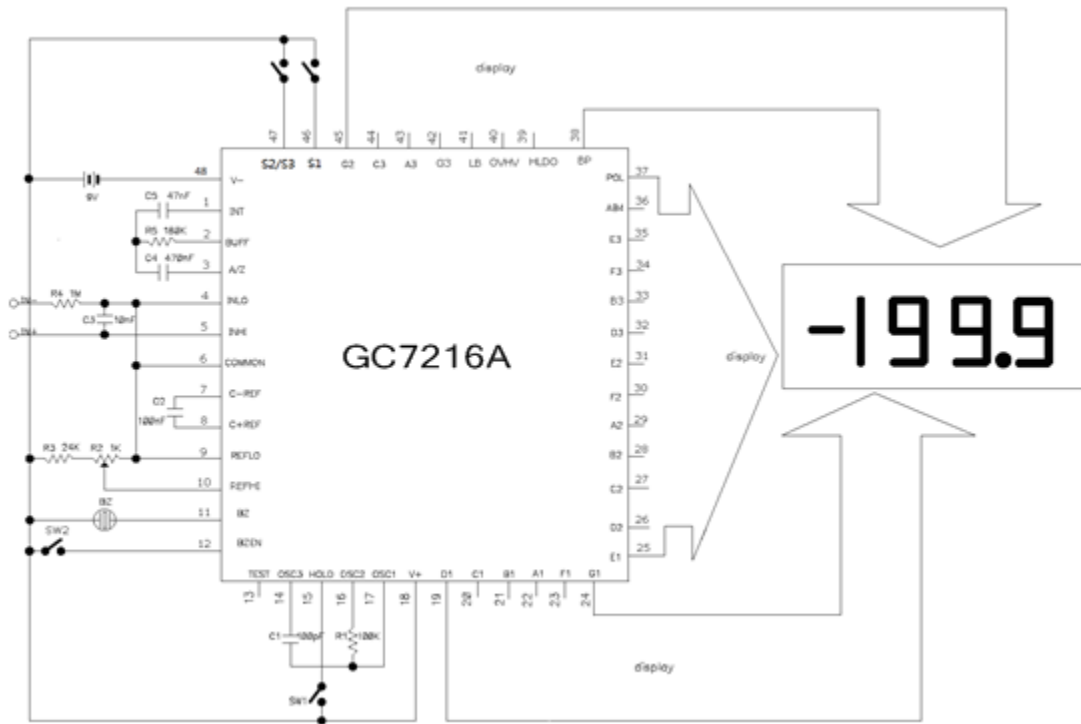 display
47
46
45
44
43
42
41
40
39
38
S2/S3
S1
G2
C3
A3
G3
LB
OVHV
HLDO
BP
48
V-
9V
C5 47nF
1
INT
R5 180K
2
BUFF
C4 470nF
3
A/Z
IN-
R4 1M
4
INLO
C3 10nF
IN+
5
INHI
6
COMMON
7
C-REF
C2
100nF
8
C+REF
R3 24K
R2 1K
9
REFLO
10
REFHI
BZ
11
BZ
SW2
12
BZEN
GC7216A
POL
37
AB4
36
E3
35
F3
34
B3
33
D3
32
E2
31
F2
30
A2
29
B2
28
C2
27
D2
26
E1
25
display
-199.9
TEST
OSC3
HOLD
OSC2
OSC1
V+
D1
C1
B1
A1
F1
G1
13
14
15
16
17
18
19
20
21
22
23
24
C1
100pF
R1
100K
SW1
display